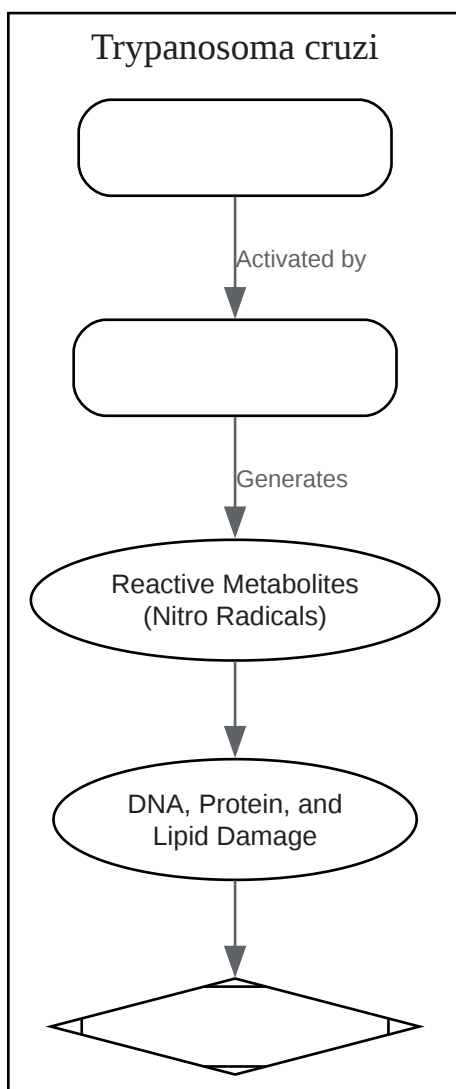 Trypanosoma cruzi
Activated by
Generates
Reactive Metabolites
(Nitro Radicals)
DNA, Protein, and
Lipid Damage